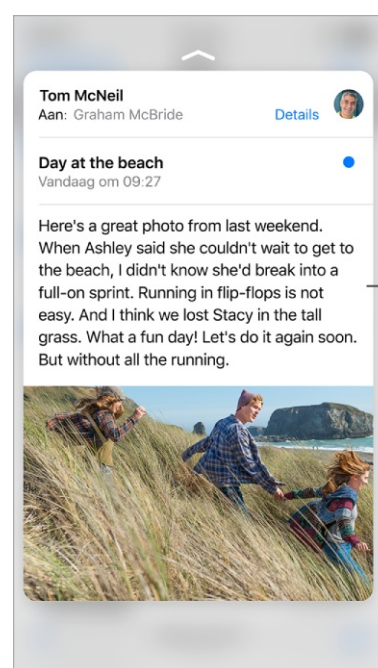 Tom McNeil
Aan: Graham McBride
Details
Day at the beach
Vandaag om 09:27
Here's a great photo from last weekend.
When Ashley said she couldn't wait to get to
the beach, I didn't know she'd break into a
full-on sprint. Running in flip-flops is not
easy. And I think we lost Stacy in the tall
grass. What a fun day! Let's do it again soon.
But without all the running.